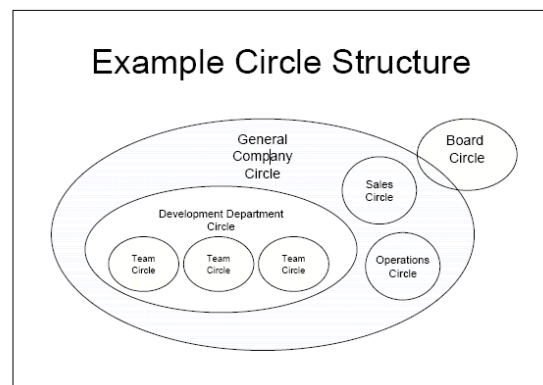 Example Circle Structure
General
Company
Circle
Board
Circle
Sales
Circle
Development Department
Circle
Team
Circle
Team
Circle
Team
Circle
Operations
Circle